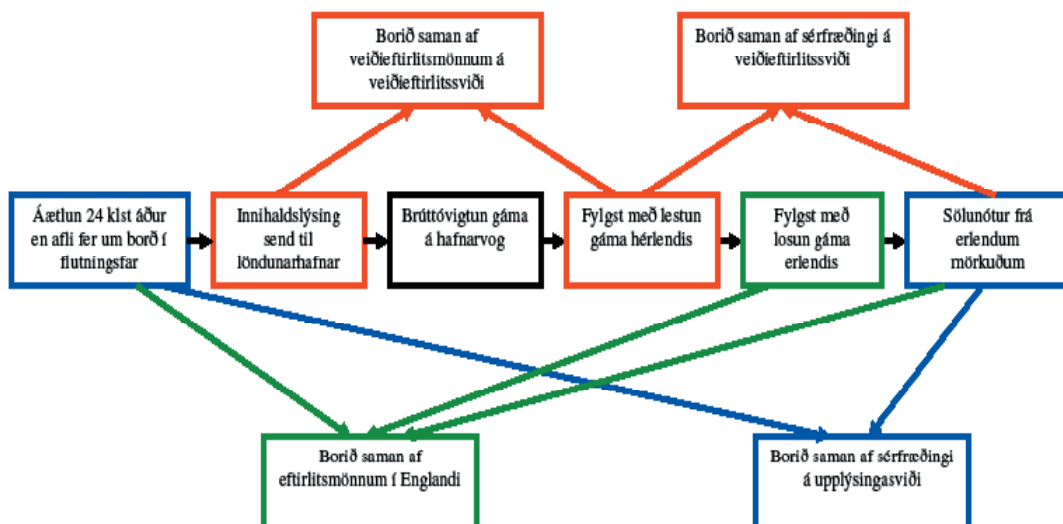 Borið saman af
veiðieftirlitsmönnum á
veiðieftirlitssviði
Borið saman af sérfræðingi á
veiðieftirlitssviði
Áætlun 24 klst áður
en afli fer um borð í
flutningsfar
Innihaldslýsing
send til
löndunarhafnar
Brúttóvigtun gáma
á hafnarvog
Fylgst með lestun
gáma hérlendis
Fylgst með
losun gáma
erlendis
Sölunótur frá
erlendum
mörkuðum
Borið saman af
eftirlitsmönnum í Englandi
Borið saman af sérfræðingi
á upplýsingasviði